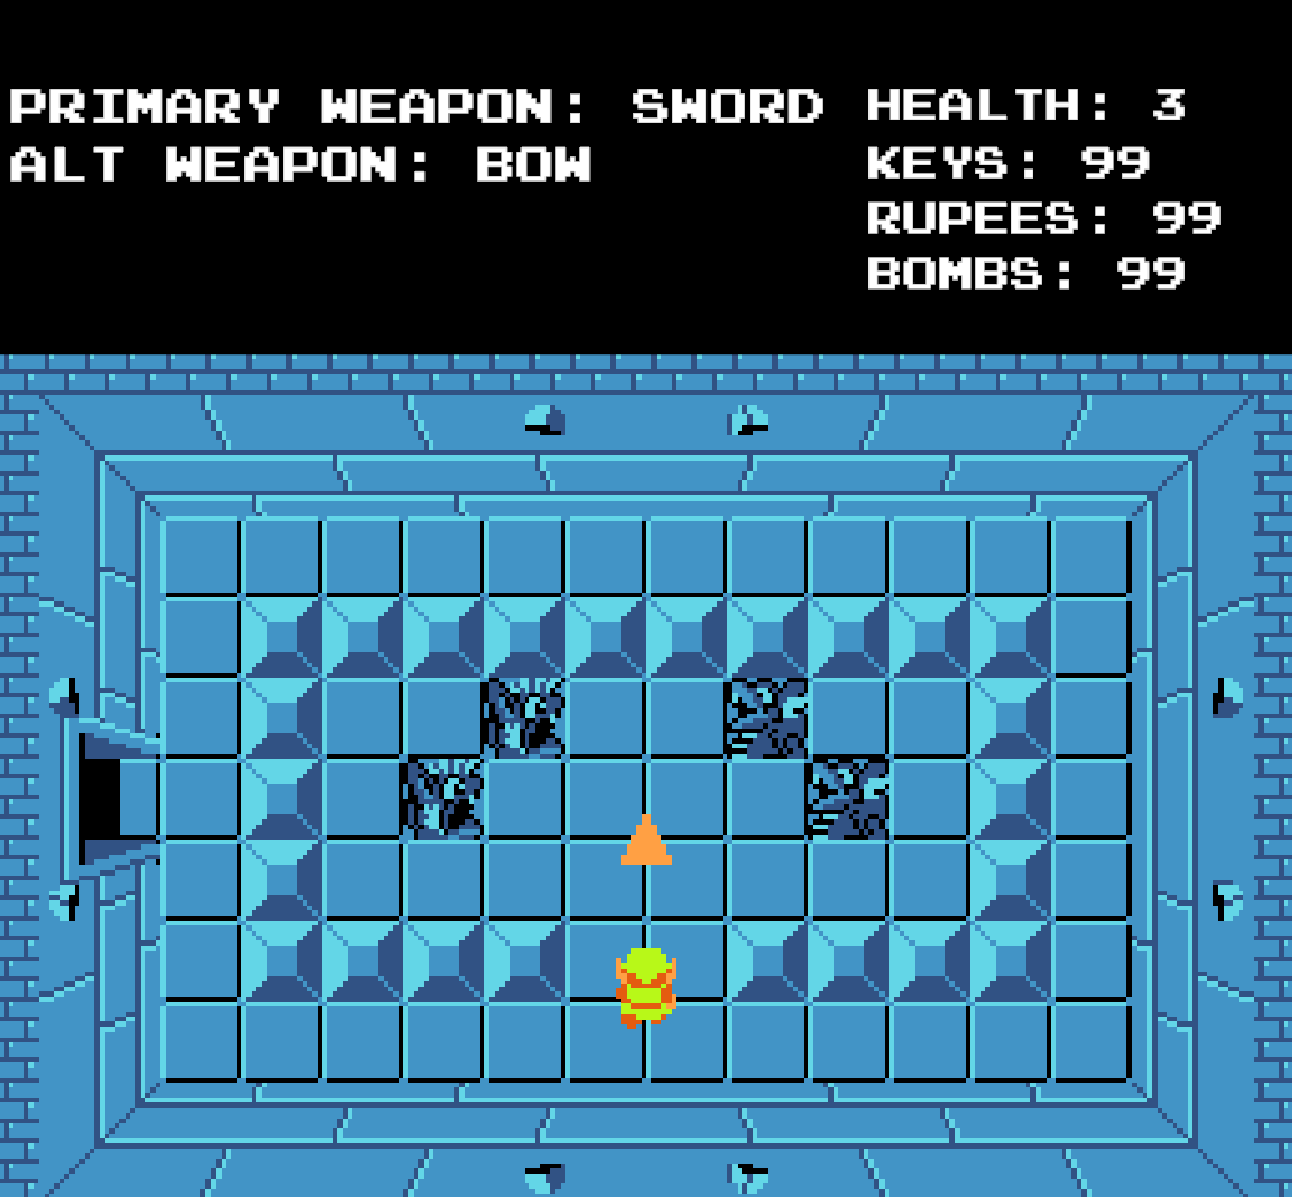 PRIMARY WEAPON: SWORD
ALT WEAPON: BOW
HEALTH: 3
KEYS: 99
RUPEES: 99
BOMBS: 99